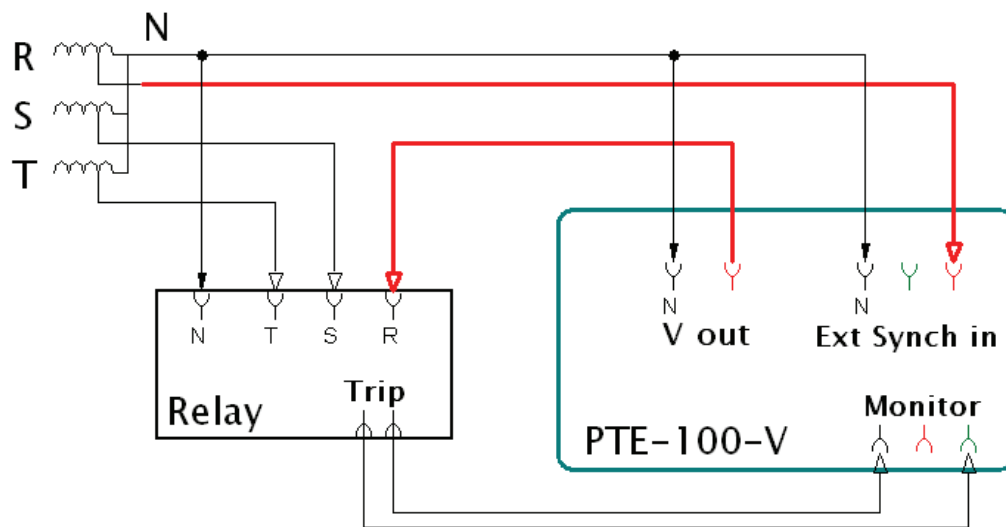 N
R
S
T
N
N
N T S R
V out
Ext Synch in
Trip
Relay
Monitor
PTE-100-V